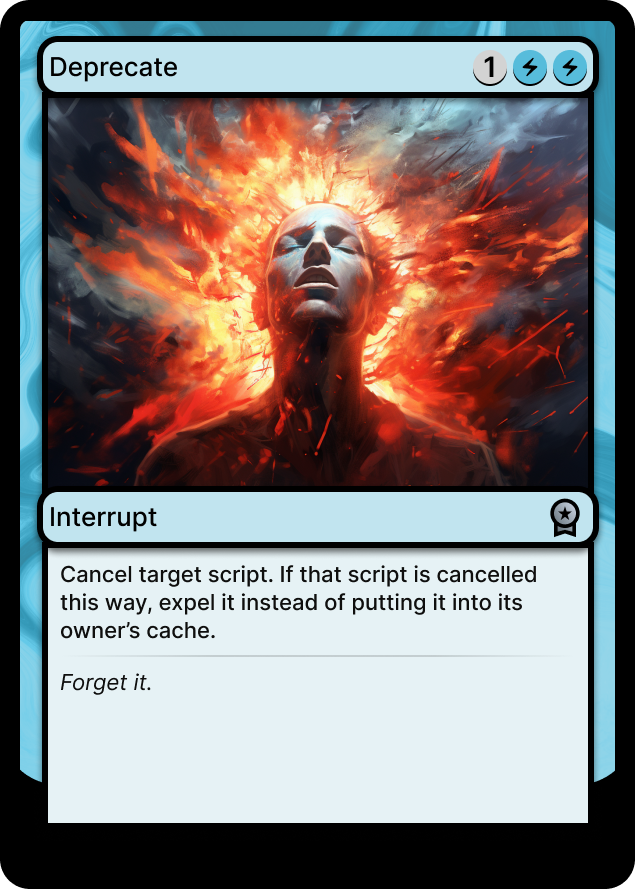 Deprecate 1
Interrupt
Cancel target script. If that script is cancelled
this way, expel it instead of putting it into its
owner’s cache.
Forget it.